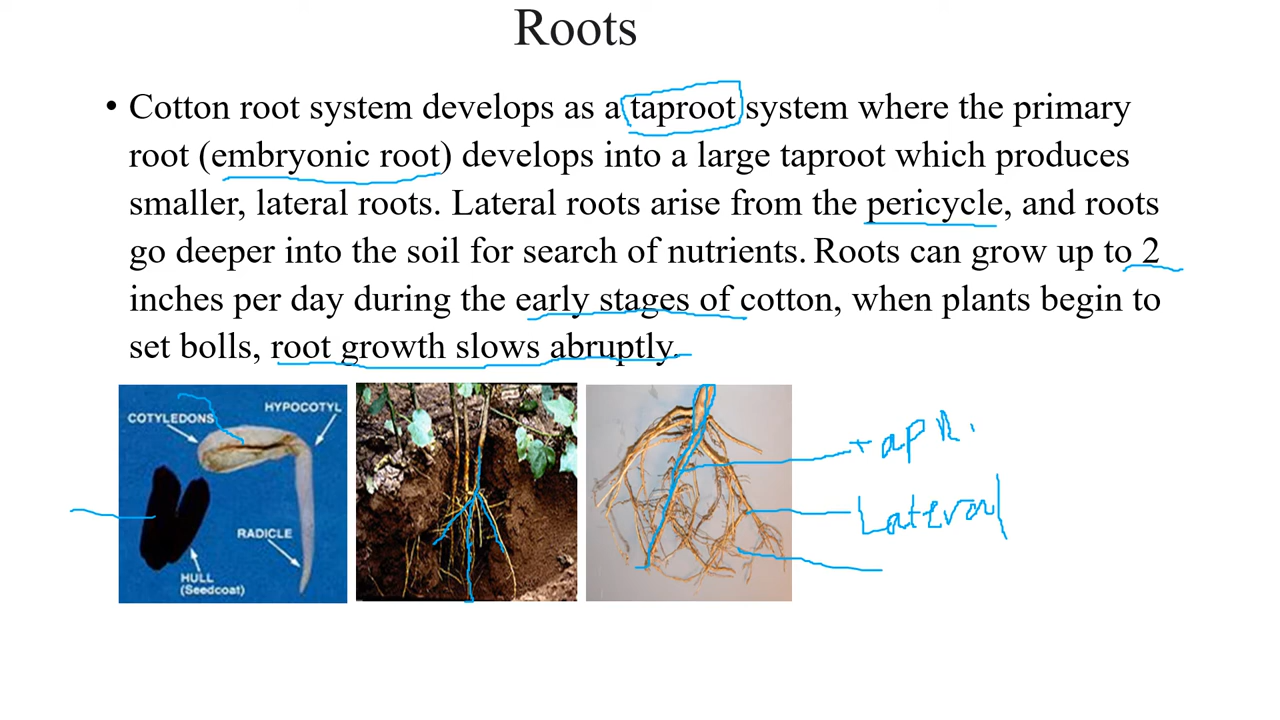 Roots
• Cotton root system develops as a taproot system where the primary
root (embryonic root) develops into a large taproot which produces
smaller, lateral roots. Lateral roots arise from the pericycle, and roots
go deeper into the soil for search of nutrients. Roots can grow up to 2
inches per day during the early stages of cotton, when plants begin to
set bolls, root growth slows abruptly.
COTYLEDONS
HYPOCOTYL
RADICLE
HULL
(Seedcoat)
tap R.
Lateral